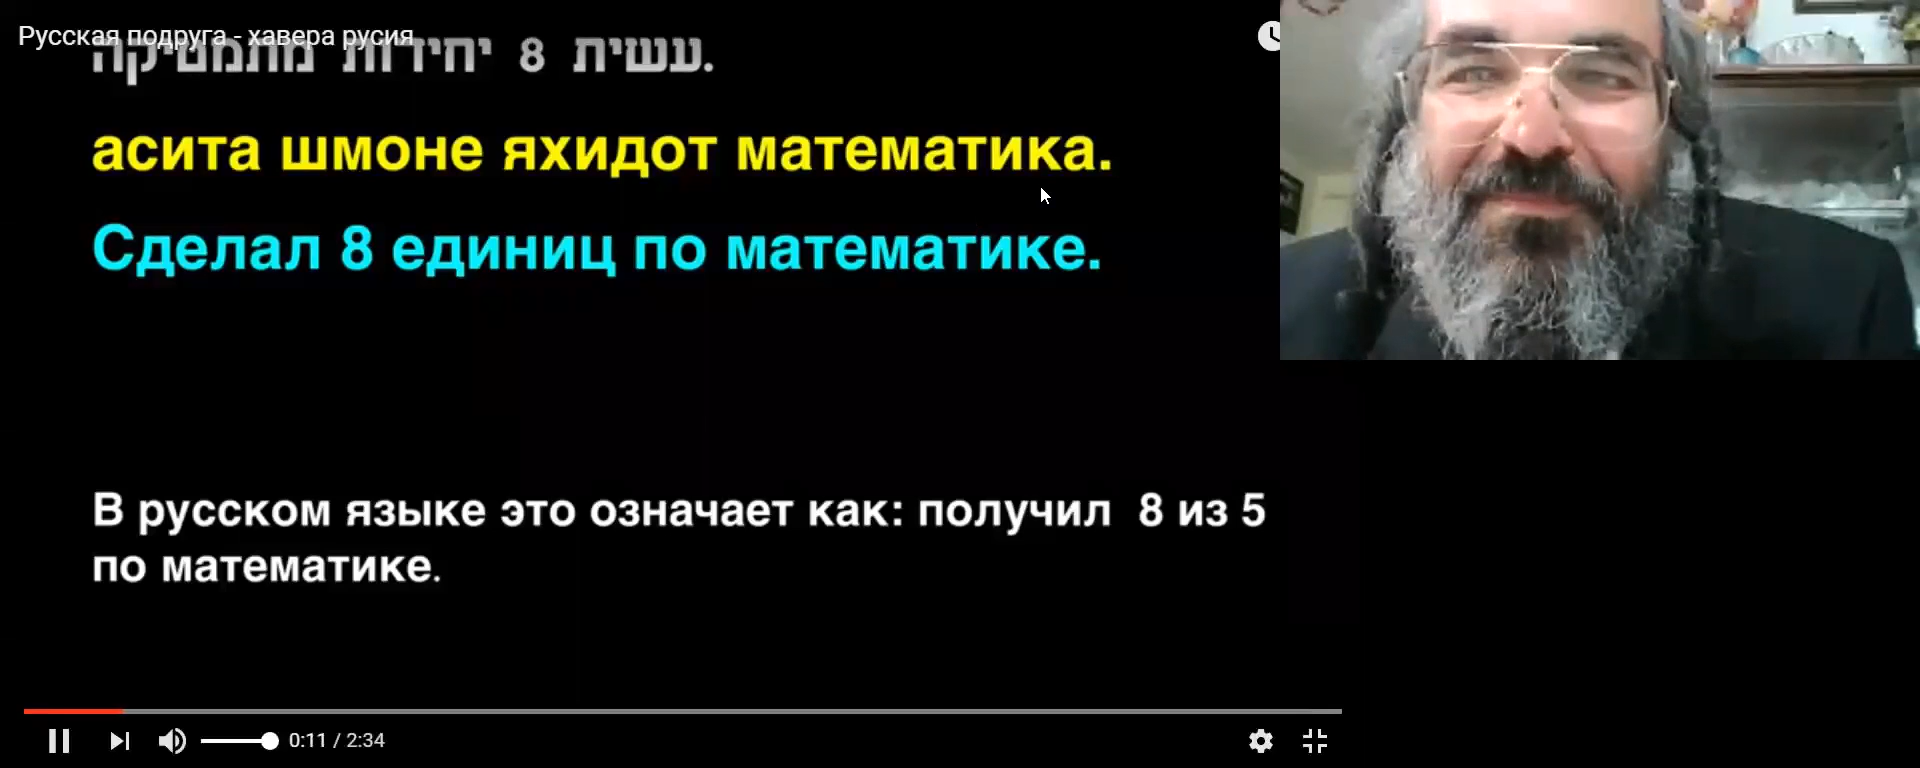 Русская подруга - хавера русия
עשית 8 יחידות מתמטיקה.
асита шмоне яхидот математика.
Сделал 8 единиц по математике.
В русском языке это означает как: получил 8 из 5
по математике.
0:11 / 2:34